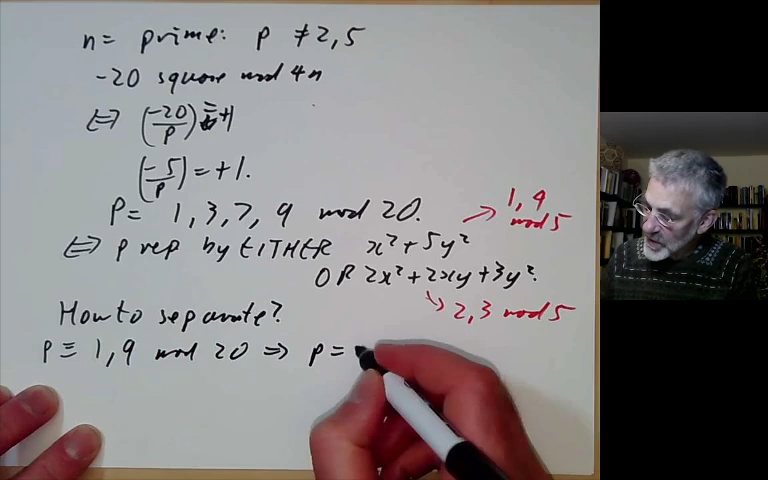 n = prime: p ≠ 2, 5
-20 square mod 4n
⟺ (-20/p) = +1
(-5/p) = +1.
p = 1, 3, 7, 9 mod 20.
→ 1, 4 mod 5
⟺ p rep by EITHER x² + 5y²
OR 2x² + 2xy + 3y².
→ 2, 3 mod 5
How to separate?
p ≡ 1, 9 mod 20 ⇒ p =